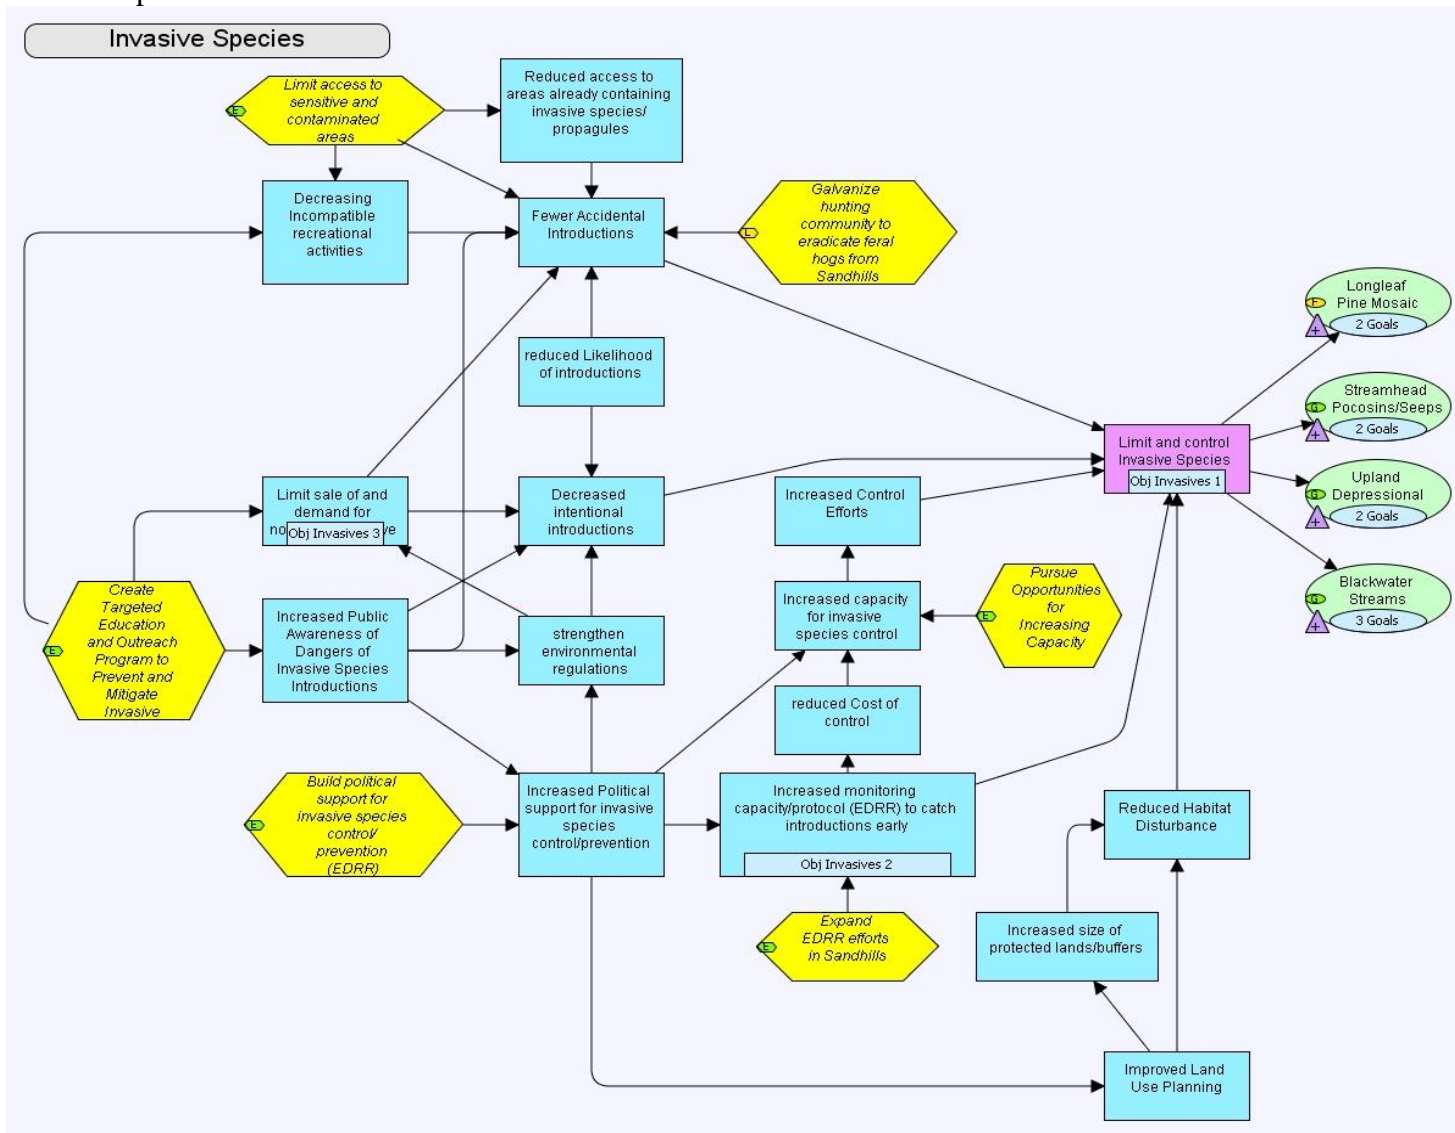 Invasive Species
Limit access to
sensitive and
contaminated
areas
E
Reduced access to
areas already containing
invasive species/
propagules
Decreasing
Incompatible
recreational
activities
Fewer Accidental
Introductions
Galvanize
hunting
community to
eradicate feral
hogs from
Sandhills
L
Longleaf
Pine Mosaic
F
2 Goals
+
reduced Likelihood
of introductions
Streamhead
Pocosins/Seeps
G
2 Goals
+
Limit and control
Invasive Species
Obj Invasives 1
Upland
Depressional
G
2 Goals
+
Blackwater
Streams
G
3 Goals
+
Limit sale of and
demand for
Obj Invasives 3
Decreased
intentional
introductions
Increased Control
Efforts
Create
Targeted
Education
and Outreach
Program to
Prevent and
Mitigate
Invasive
E
Increased Public
Awareness of
Dangers of
Invasive Species
Introductions
strengthen
environmental
regulations
Increased capacity
for invasive
species control
Pursue
Opportunities
for
Increasing
Capacity
E
reduced Cost of
control
Build political
support for
invasive species
control/
prevention
(EDRR)
E
Increased Political
support for invasive
species
control/prevention
Increased monitoring
capacity/protocol (EDRR) to catch
introductions early
Obj Invasives 2
Reduced Habitat
Disturbance
Expand
EDRR efforts
in Sandhills
E
Increased size of
protected lands/buffers
Improved Land
Use Planning